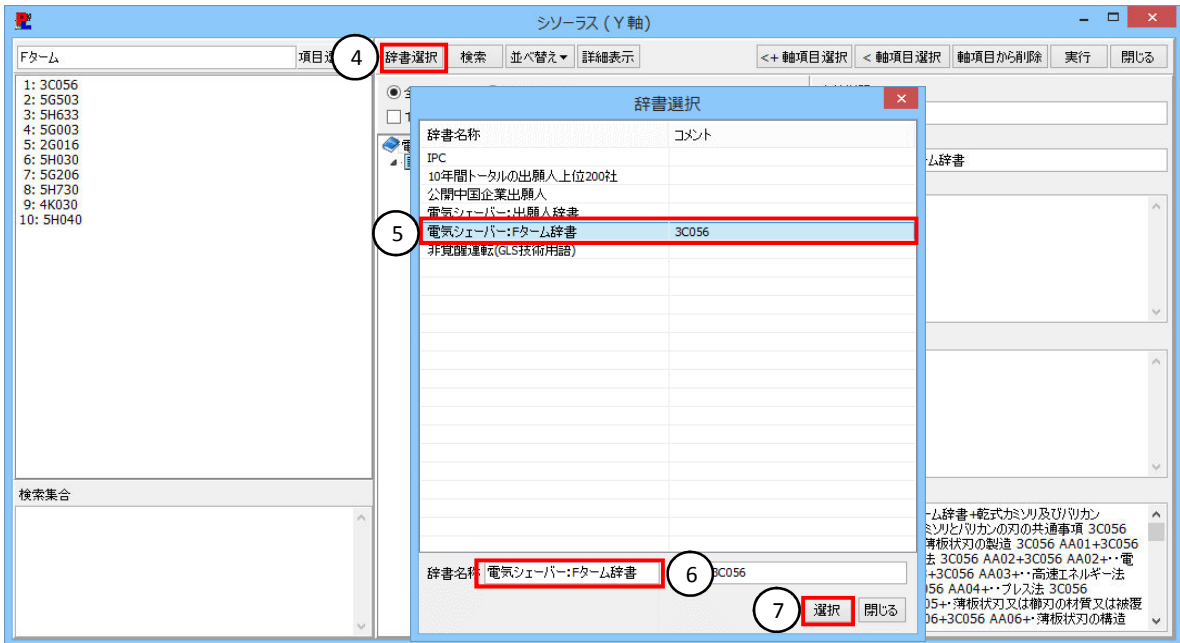 シソーラス ( Y 軸)
Fターム
項目選
4
辞書選択
検索
並べ替え▼
詳細表示
<+ 軸項目選択
< 軸項目選択
軸項目から削除
実行
閉じる
1: 3C056
2: 5G503
3: 5H633
4: 5G003
5: 2G016
6: 5H030
7: 5G206
8: 5H730
9: 4K030
10: 5H040
検索集合
辞書選択
辞書名称
コメント
IPC
10年間トータルの出願人上位200社
公開中国企業出願人
電気シェーバー:出願人辞書
5
電気シェーバー:Fターム辞書
3C056
非覚醒運転(GLS技術用語)
ム辞書
辞書名称
電気シェーバー:Fターム辞書
6
3C056
7
選択
閉じる
-ム辞書+乾式カミソリ及びバリカン
ミソリとバリカンの刃の共通事項 3C056
薄板状刃の製造 3C056 AA01+3C056
法 3C056 AA02+3C056 AA02+・・電
+3C056 AA03+・・高速エネルギー法
056 AA04+・・プレス法 3C056
05+・薄板状刃又は櫛刃の材質又は被覆
06+3C056 AA06+・薄板状刃の構造